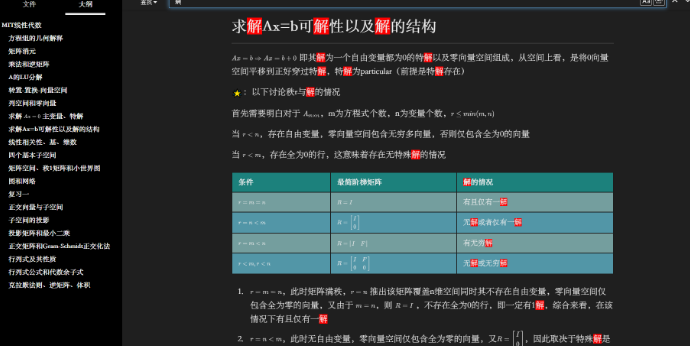 文件
大纲
MIT线性代数
方程组的几何解释
矩阵消元
乘法和逆矩阵
A的LU分解
转置-置换-向量空间
列空间和零向量
求解 Ax = 0 主变量、特解
求解Ax=b可解性以及解的结构
线性相关性、基、维数
四个基本子空间
矩阵空间、秩1矩阵和小世界图
图和网络
复习一
正交向量与子空间
子空间的投影
投影矩阵和最小二乘
正交矩阵和Gram-Schmidt正交化法
行列式及其性质
行列式公式和代数余子式
克拉默法则、逆矩阵、体积
解
Aa
求解Ax=b可解性以及解的结构
Ax = b ⇒ Ax = b + 0 即其解为一个自由变量都为0的特解以及零向量空间组成，从空间上看，是将0向量
空间平移到正好穿过特解，特解为particular（前提是特解存在）
： 以下讨论秩r与解的情况
首先需要明白对于 Am×n，m为方程式个数，n为变量个数，r ≤ min(m, n)
当 r < n，存在自由变量，零向量空间包含无穷多向量，否则仅包含全为0的向量
当 r < m，存在全为0的行，这意味着存在无特殊解的情况
条件 最简阶梯矩阵 解的情况
r = m = n R = I 有且仅有一解
r = n < m R = [I 0] 无解或者仅有一解
r = m < n R = [I F] 有无穷解
r < m, r < n R = [I F 0 0] 无解或无穷解
1. r = m = n，此时矩阵满秩，r = n 推出该矩阵覆盖n维空间同时其不存在自由变量，零向量空间仅
包含全为零的向量，又由于 m = n，则 R = I ，不存在全为0的行，即一定有1解，综合来看，在该
情况下有且仅有一解
2. r = n < m，此时无自由变量，零向量空间仅包含全为零的向量，又R = [I 0]，因此取决于特殊解是